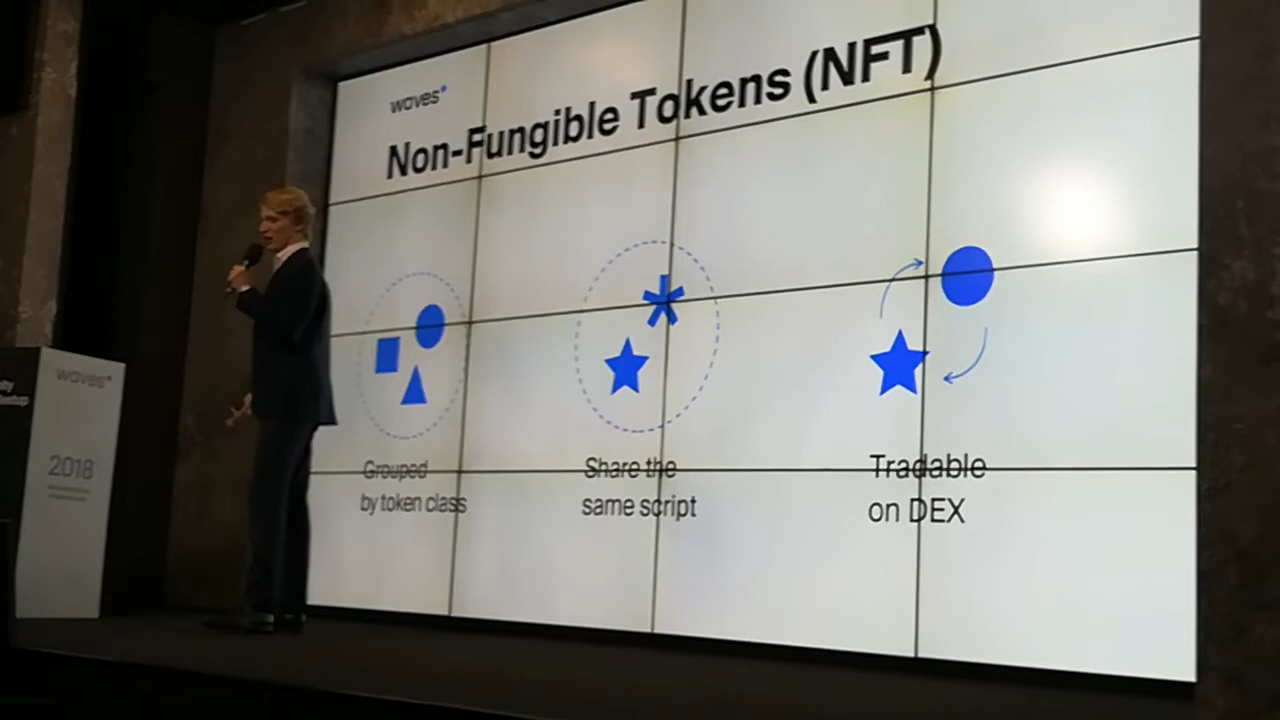 waves
Non-Fungible Tokens (NFT)
Grouped
by token class
Share the
same script
Tradable
on DEX
waves
2018